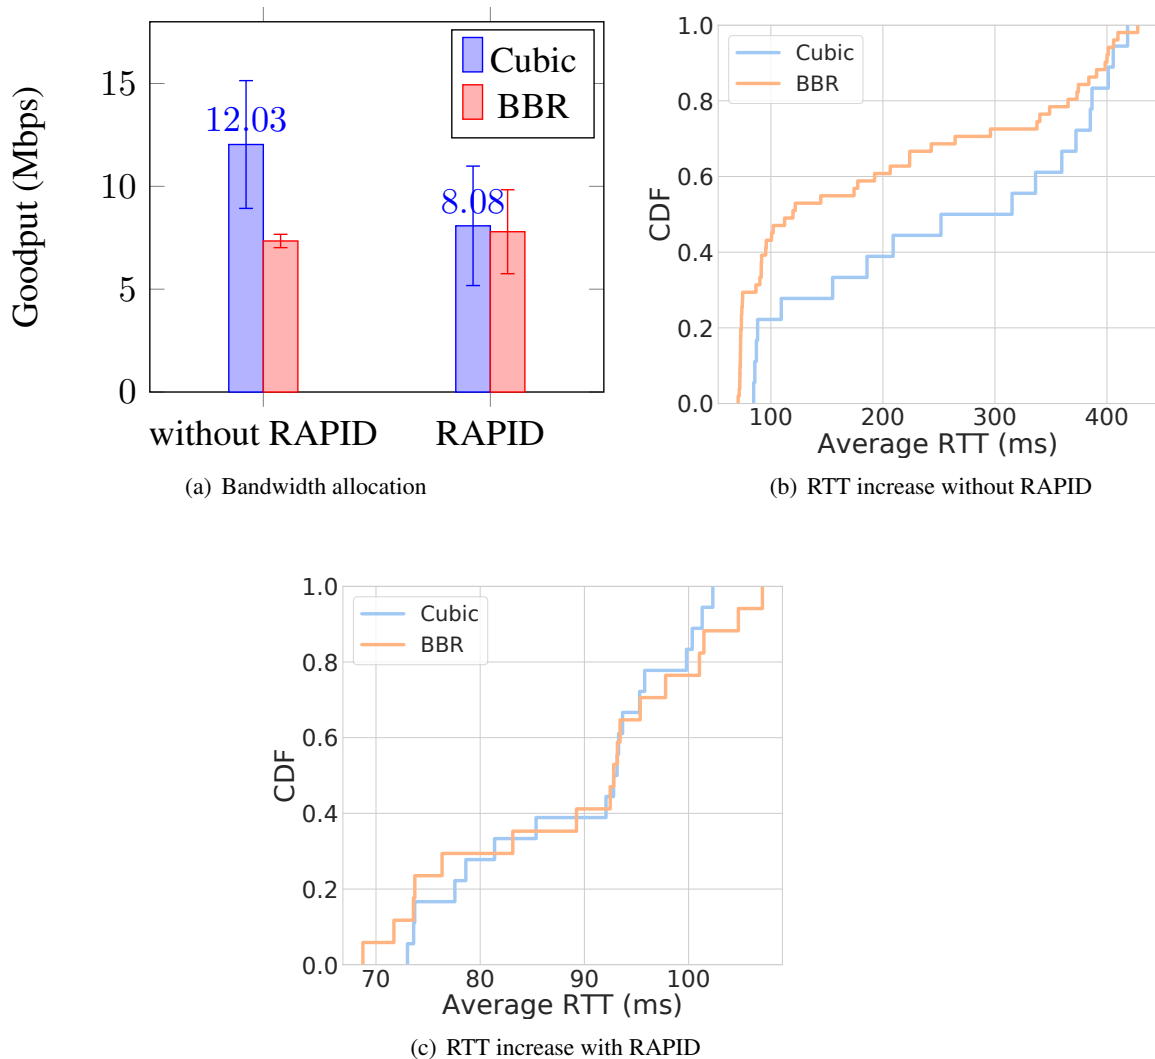 Goodput (Mbps)
15
10
5
0
12.03
8.08
Cubic
BBR
without RAPID
RAPID
(a) Bandwidth allocation
CDF
1.0
0.8
0.6
0.4
0.2
0.0
Cubic
BBR
100
200
300
400
Average RTT (ms)
(b) RTT increase without RAPID
CDF
1.0
0.8
0.6
0.4
0.2
0.0
Cubic
BBR
70
80
90
100
Average RTT (ms)
(c) RTT increase with RAPID